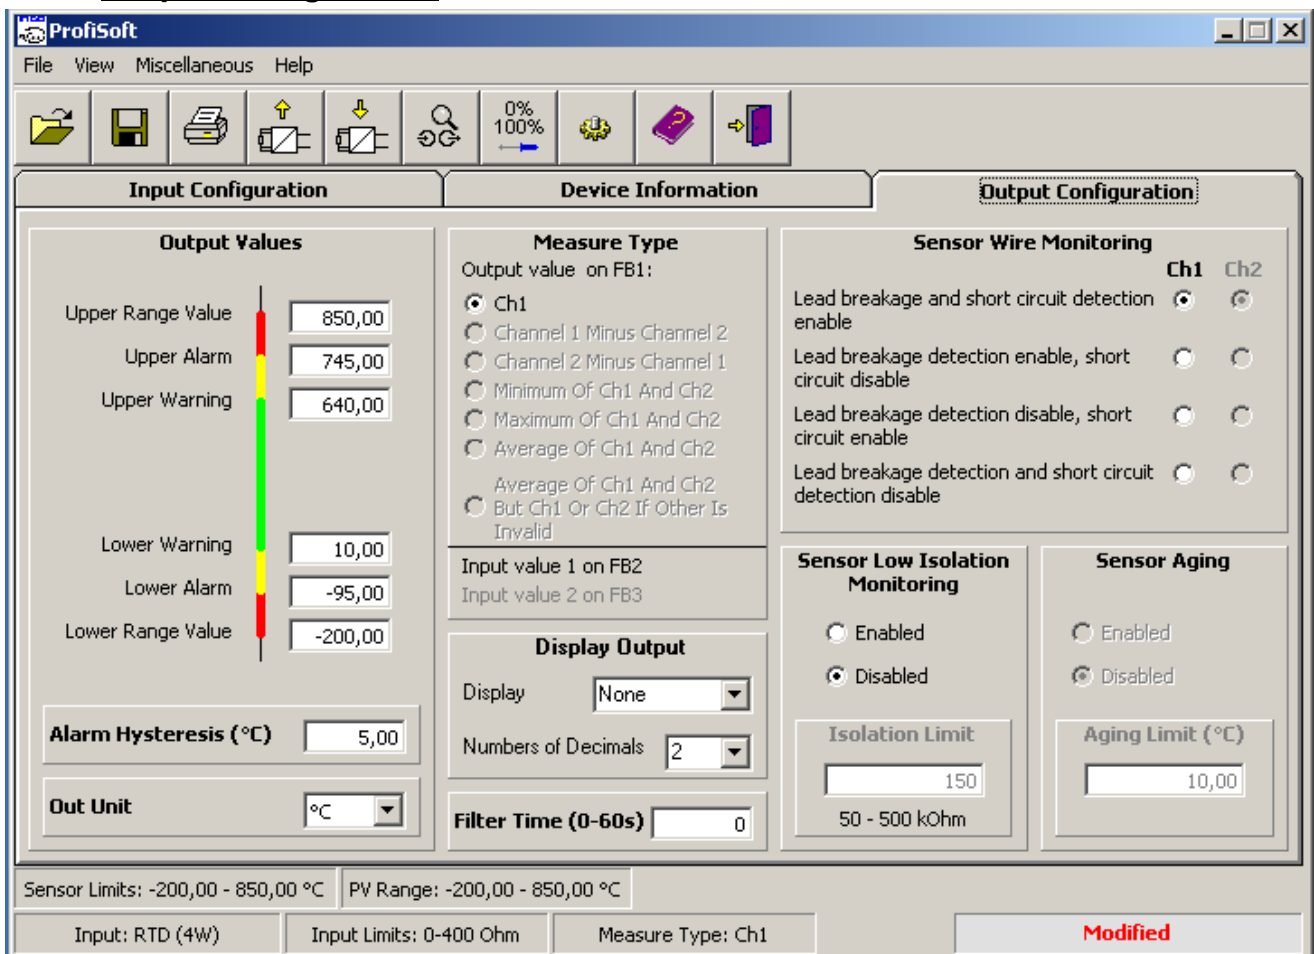 ProfiSoft
File View Miscellaneous Help
0%
100%
Input Configuration
Device Information
Output Configuration
Output Values
Upper Range Value 850,00
Upper Alarm 745,00
Upper Warning 640,00
Lower Warning 10,00
Lower Alarm -95,00
Lower Range Value -200,00
Alarm Hysteresis (°C) 5,00
Out Unit °C
Measure Type
Output value on FB1:
Ch1
Channel 1 Minus Channel 2
Channel 2 Minus Channel 1
Minimum Of Ch1 And Ch2
Maximum Of Ch1 And Ch2
Average Of Ch1 And Ch2
Average Of Ch1 And Ch2
But Ch1 Or Ch2 If Other Is
Invalid
Input value 1 on FB2
Input value 2 on FB3
Display Output
Display None
Numbers of Decimals 2
Filter Time (0-60s) 0
Sensor Wire Monitoring
Ch1 Ch2
Lead breakage and short circuit detection
enable
Lead breakage detection enable, short
circuit disable
Lead breakage detection disable, short
circuit enable
Lead breakage detection and short circuit
detection disable
Sensor Low Isolation
Monitoring
Enabled
Disabled
Isolation Limit
150
50 - 500 kOhm
Sensor Aging
Enabled
Disabled
Aging Limit (°C)
10,00
Sensor Limits: -200,00 - 850,00 °C
PV Range: -200,00 - 850,00 °C
Input: RTD (4W)
Input Limits: 0-400 Ohm
Measure Type: Ch1
Modified